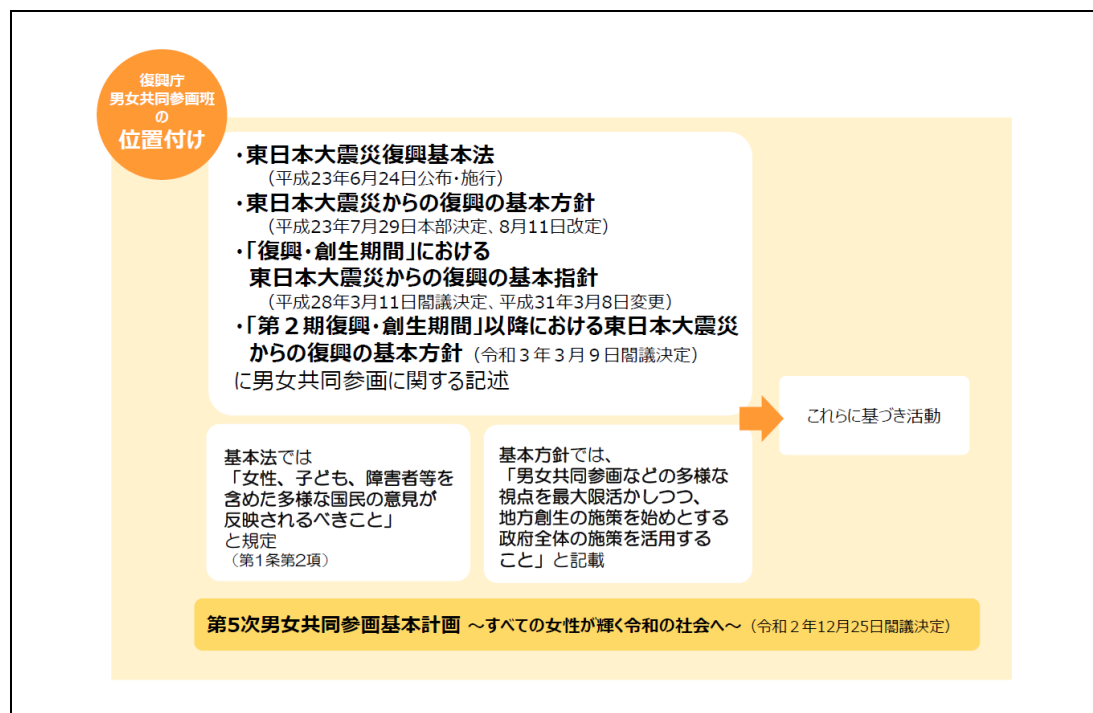 復興庁
男女共同参画班
の
位置付け
・東日本大震災復興基本法
（平成23年6月24日公布・施行）
・東日本大震災からの復興の基本方針
（平成23年7月29日本部決定、8月11日改定）
・「復興・創生期間」における
東日本大震災からの復興の基本指針
（平成28年3月11日閣議決定、平成31年3月8日変更）
・「第２期復興・創生期間」以降における東日本大震災
からの復興の基本方針（令和３年３月９日閣議決定）
に男女共同参画に関する記述
これらに基づき活動
基本法では
「女性、子ども、障害者等を
含めた多様な国民の意見が
反映されるべきこと」
と規定
（第1条第2項）
基本方針では、
「男女共同参画などの多様な
視点を最大限活かしつつ、
地方創生の施策を始めとする
政府全体の施策を活用する
こと」と記載
第5次男女共同参画基本計画 ～すべての女性が輝く令和の社会へ～（令和２年12月25日閣議決定）